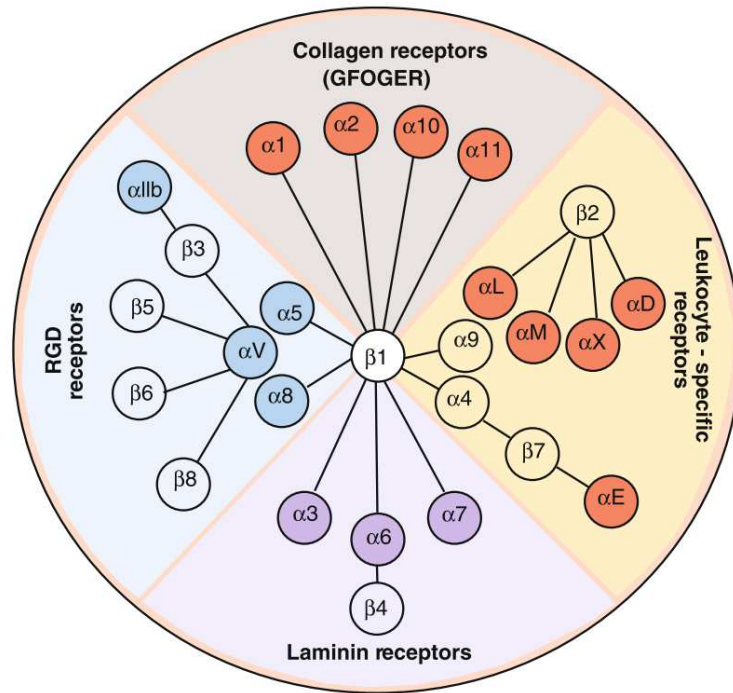 Collagen receptors
(GFOGER)
α1
α2
α10
α11
αIIb
β3
β5
αV
β6
β8
α5
α8
RGD
receptors
β1
β2
αL
αM
αX
αD
α9
α4
β7
αE
Leukocyte - specific
receptors
α3
α6
α7
β4
Laminin receptors